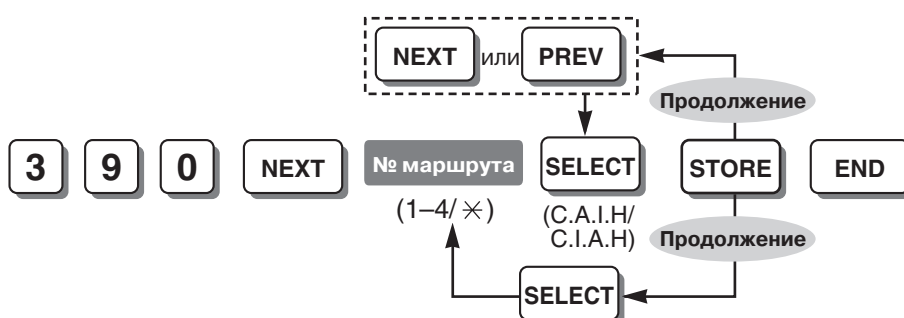 NEXT или PREV
Продолжение
3 9 0 NEXT № маршрута SELECT STORE END
(1–4/✳)
(C.A.I.H/
C.I.A.H)
Продолжение
SELECT